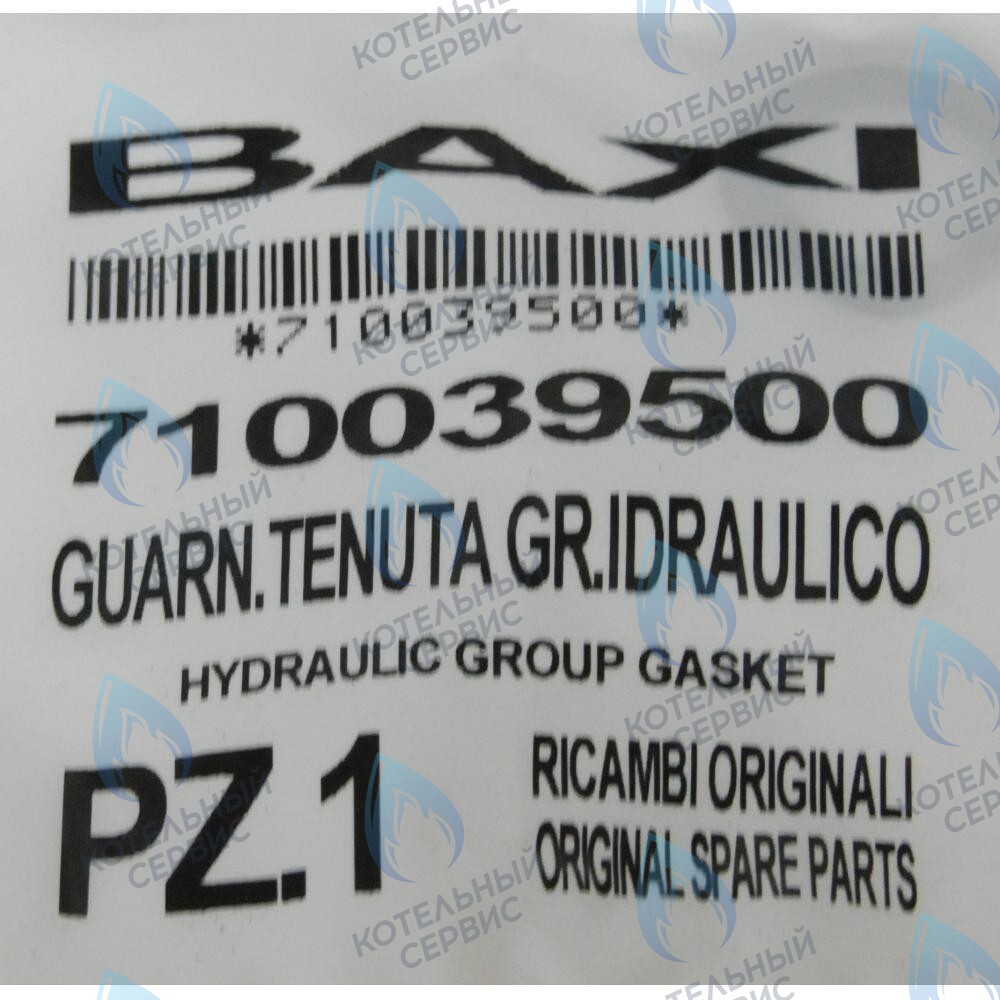 BAXI
*710039500*
710039500
GUARN.TENUTA GR.IDRAULICO
HYDRAULIC GROUP GASKET
PZ.1
RICAMBI ORIGINALI
ORIGINAL SPARE PARTS
КОТЕЛЬНЫЙ
СЕРВИС